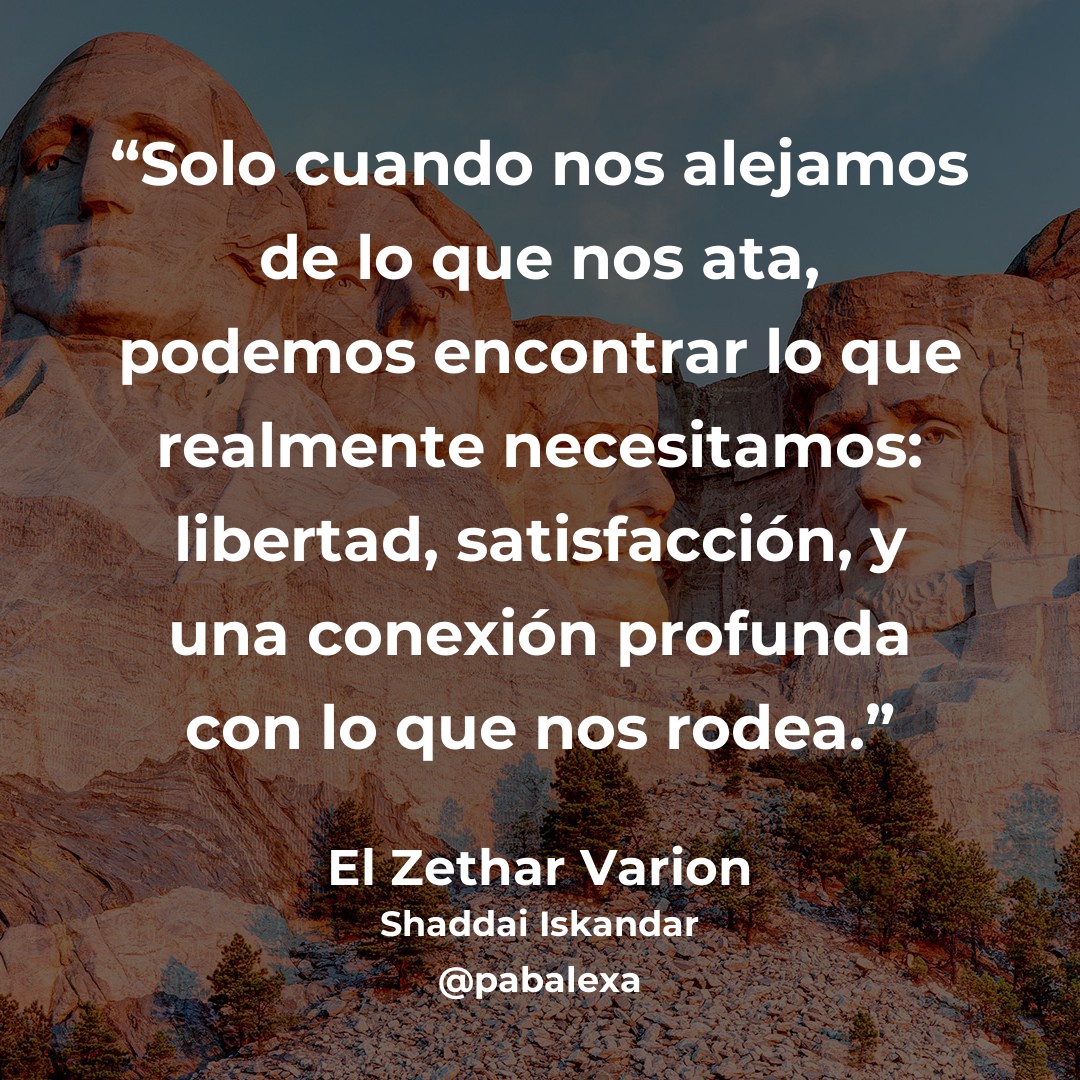 “Solo cuando nos alejamos
de lo que nos ata,
podemos encontrar lo que
realmente necesitamos:
libertad, satisfacción, y
una conexión profunda
con lo que nos rodea.”
El Zethar Varion
Shaddai Iskandar
@pabalexa